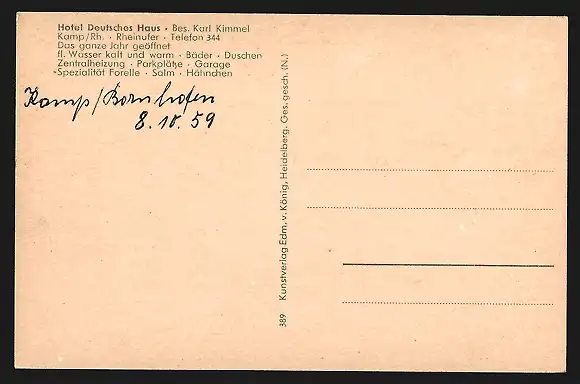 Hotel Deutsches Haus · Bes. Karl Kimmel
Kamp/Rh. · Rheinufer · Telefon 344
Das ganze Jahr geöffnet
fl. Wasser kalt und warm · Bäder · Duschen
Zentralheizung · Parkplätze · Garage
Spezialität Forelle · Salm · Hähnchen
Kamp/Bornhofen
8.10.59
389 Kunstverlag Edm. v. König, Heidelberg. Ges. gesch. (N.)